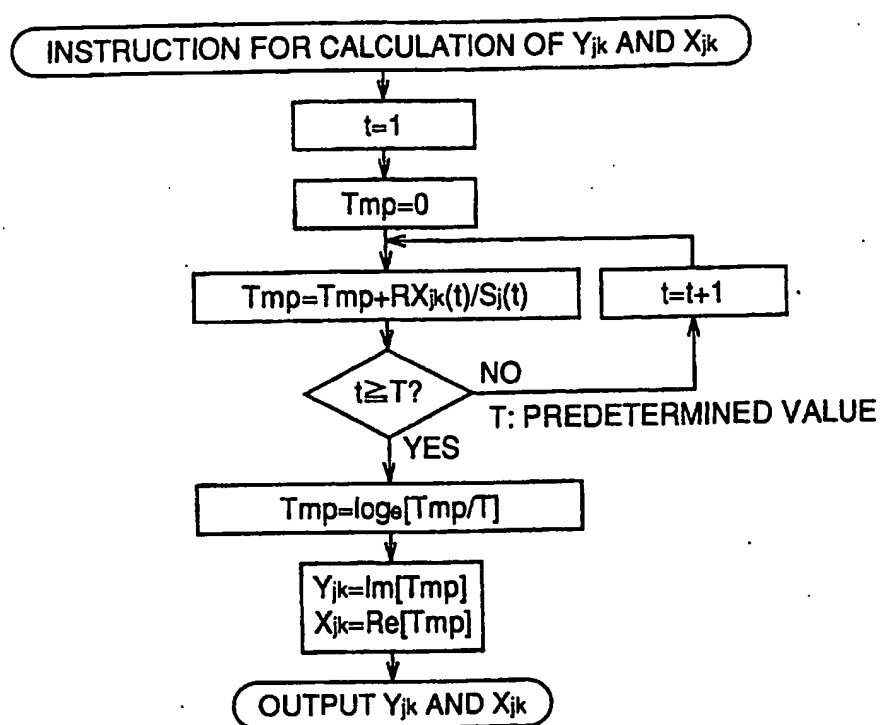 INSTRUCTION FOR CALCULATION OF Yjk AND Xjk
t=1
Tmp=0
Tmp=Tmp+RXjk(t)/Sj(t)
t=t+1
t≧T?
NO
T: PREDETERMINED VALUE
YES
Tmp=loge[Tmp/T]
Yjk=Im[Tmp]
Xjk=Re[Tmp]
OUTPUT Yjk AND Xjk